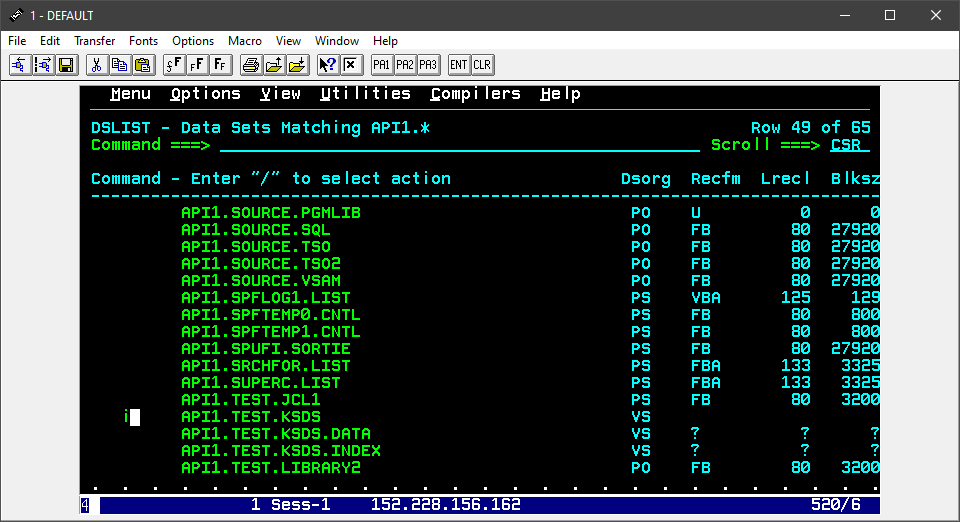 1 - DEFAULT
File Edit Transfer Fonts Options Macro View Window Help
PA1 PA2 PA3 ENT CLR
Menu Options View Utilities Compilers Help
DSLIST - Data Sets Matching API1.* Row 49 of 65
Command ===> Scroll ===> CSR
Command - Enter "/" to select action Dsorg Recfm Lrecl Blksz
API1.SOURCE.PGMLIB PO U 0 0
API1.SOURCE.SQL PO FB 80 27920
API1.SOURCE.TSO PO FB 80 27920
API1.SOURCE.TSO2 PO FB 80 27920
API1.SOURCE.VSAM PO FB 80 27920
API1.SPFLOG1.LIST PS VBA 125 129
API1.SPFTEMP0.CNTL PS FB 80 800
API1.SPFTEMP1.CNTL PS FB 80 800
API1.SPUFI.SORTIE PS FB 80 27920
API1.SRCHFOR.LIST PS FBA 133 3325
API1.SUPERC.LIST PS FBA 133 3325
API1.TEST.JCL1 PS FB 80 3200
i API1.TEST.KSDS VS
API1.TEST.KSDS.DATA VS ? ? ?
API1.TEST.KSDS.INDEX VS ? ? ?
API1.TEST.LIBRARY2 PO FB 80 3200
4 1 Sess-1 152.228.156.162 520/6